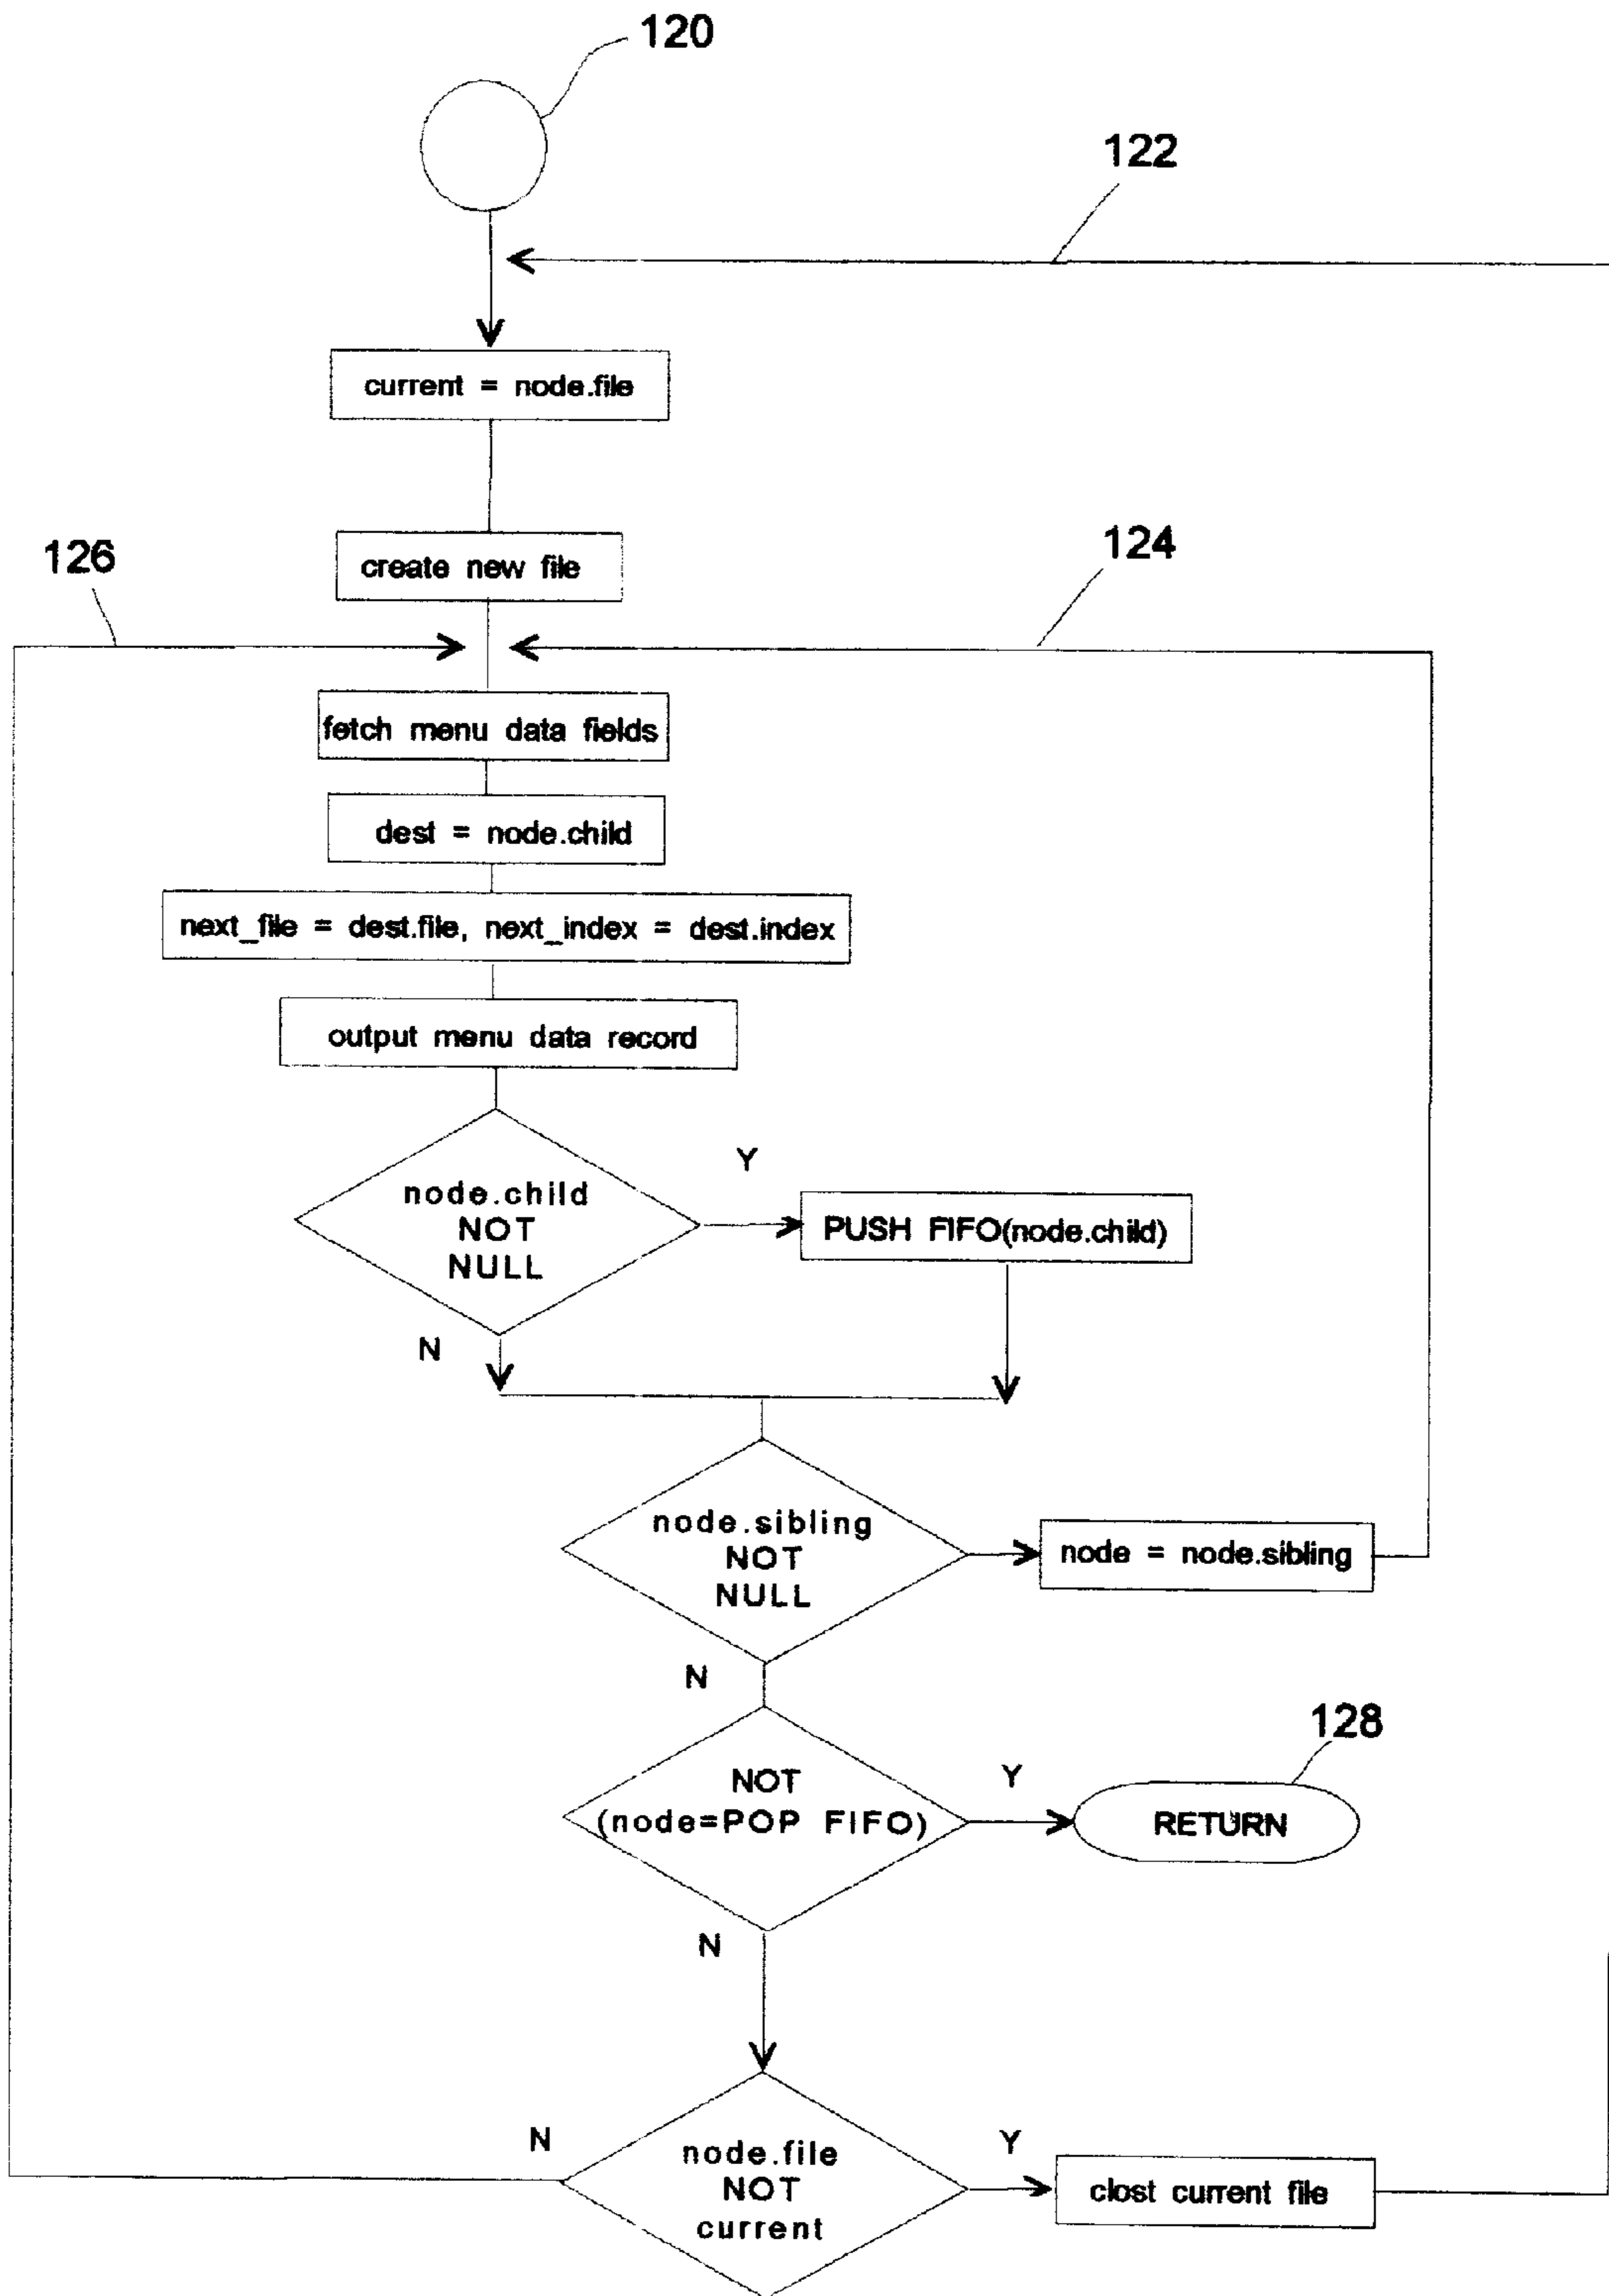 120
122
current = node.file
create new file
126
124
fetch menu data fields
dest = node.child
next_file = dest.file, next_index = dest.index
output menu data record
node.child
NOT
NULL
Y
PUSH FIFO(node.child)
N
node.sibling
NOT
NULL
node = node.sibling
N
NOT
(node=POP FIFO)
Y
128
RETURN
N
node.file
NOT
current
N
Y
clost current file